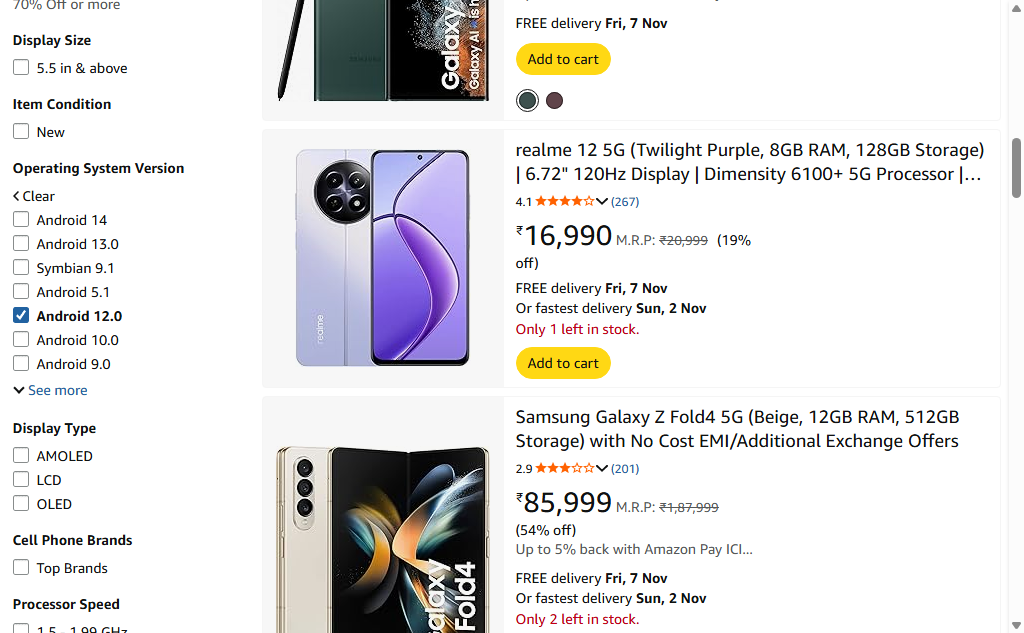 70% Off or more
Display Size
5.5 in & above
Item Condition
New
Operating System Version
Clear
Android 14
Android 13.0
Symbian 9.1
Android 5.1
Android 12.0
Android 10.0
Android 9.0
See more
Display Type
AMOLED
LCD
OLED
Cell Phone Brands
Top Brands
Processor Speed
1.5 - 1.99 GHz
Galaxy
Galaxy AI is h
SAMSUNG
FREE delivery Fri, 7 Nov
Add to cart
realme
realme 12 5G (Twilight Purple, 8GB RAM, 128GB Storage)
| 6.72" 120Hz Display | Dimensity 6100+ 5G Processor |...
4.1 (267)
₹16,990 M.R.P: ₹20,999 (19%
off)
FREE delivery Fri, 7 Nov
Or fastest delivery Sun, 2 Nov
Only 1 left in stock.
Add to cart
alaxy
Fold4
Samsung Galaxy Z Fold4 5G (Beige, 12GB RAM, 512GB
Storage) with No Cost EMI/Additional Exchange Offers
2.9 (201)
₹85,999 M.R.P: ₹1,87,999
(54% off)
Up to 5% back with Amazon Pay ICI...
FREE delivery Fri, 7 Nov
Or fastest delivery Sun, 2 Nov
Only 2 left in stock.